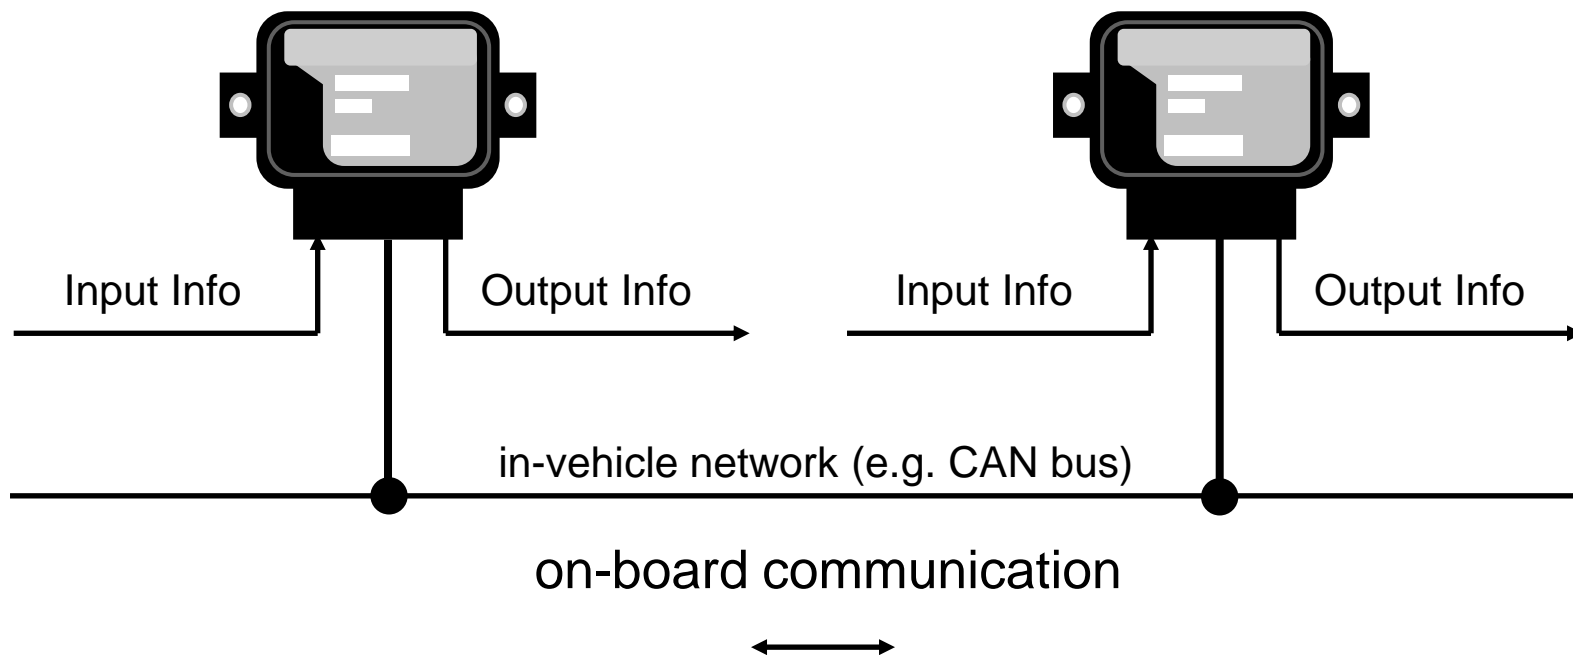 Input Info
Output Info
Input Info
Output Info
in-vehicle network (e.g. CAN bus)
on-board communication